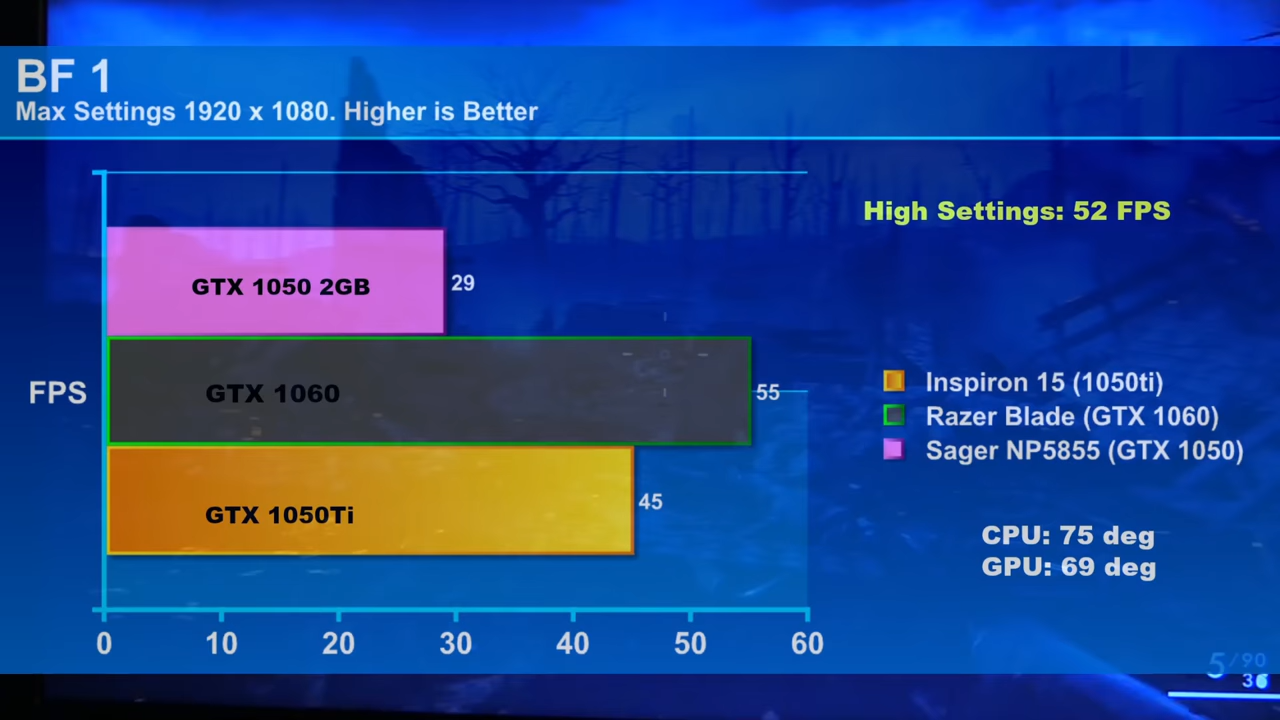 BF 1
Max Settings 1920 x 1080. Higher is Better
High Settings: 52 FPS
GTX 1050 2GB
29
FPS
GTX 1060
55
GTX 1050Ti
45
Inspiron 15 (1050ti)
Razer Blade (GTX 1060)
Sager NP5855 (GTX 1050)
CPU: 75 deg
GPU: 69 deg
0 10 20 30 40 50 60
5/90